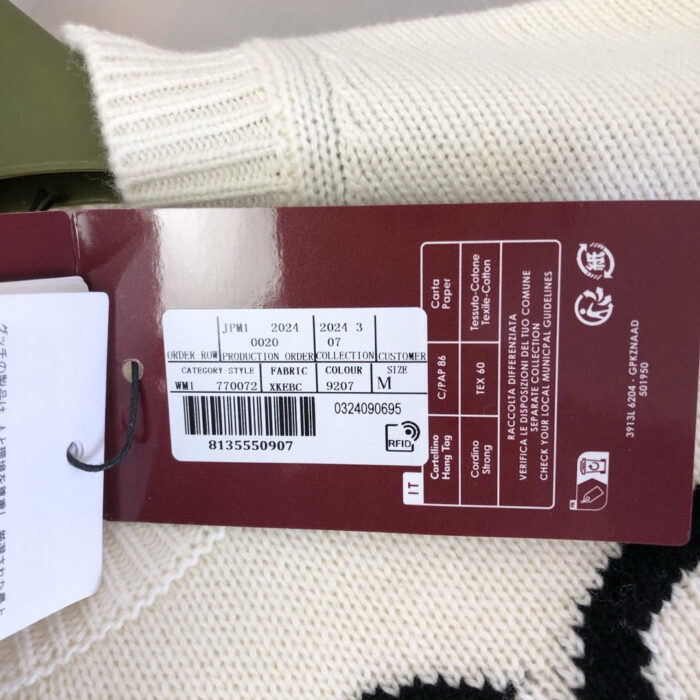 JPM1 2024 2024 3
0020 07
ORDER ROW PRODUCTION ORDER COLLECTION CUSTOMER
CATEGORY STYLE FABRIC COLOUR SIZE
WM1 770072 XKEBC 9207 M
0324090695
8135550907
RFID
IT
Cartellino
Hang Tag
C/PAP 86
Carta
Paper
Cordino
Strong
TEX 60
Tessuto-Cotone
Texile-Cotton
RACCOLTA DIFFERENZIATA
VERIFICA LE DISPOSIZIONI DEL TUO COMUNE
SEPARATE COLLECTION
CHECK YOUR LOCAL MUNICPAL GUIDELINES
紙
3913L 6204 - GPKZNAAD
501950